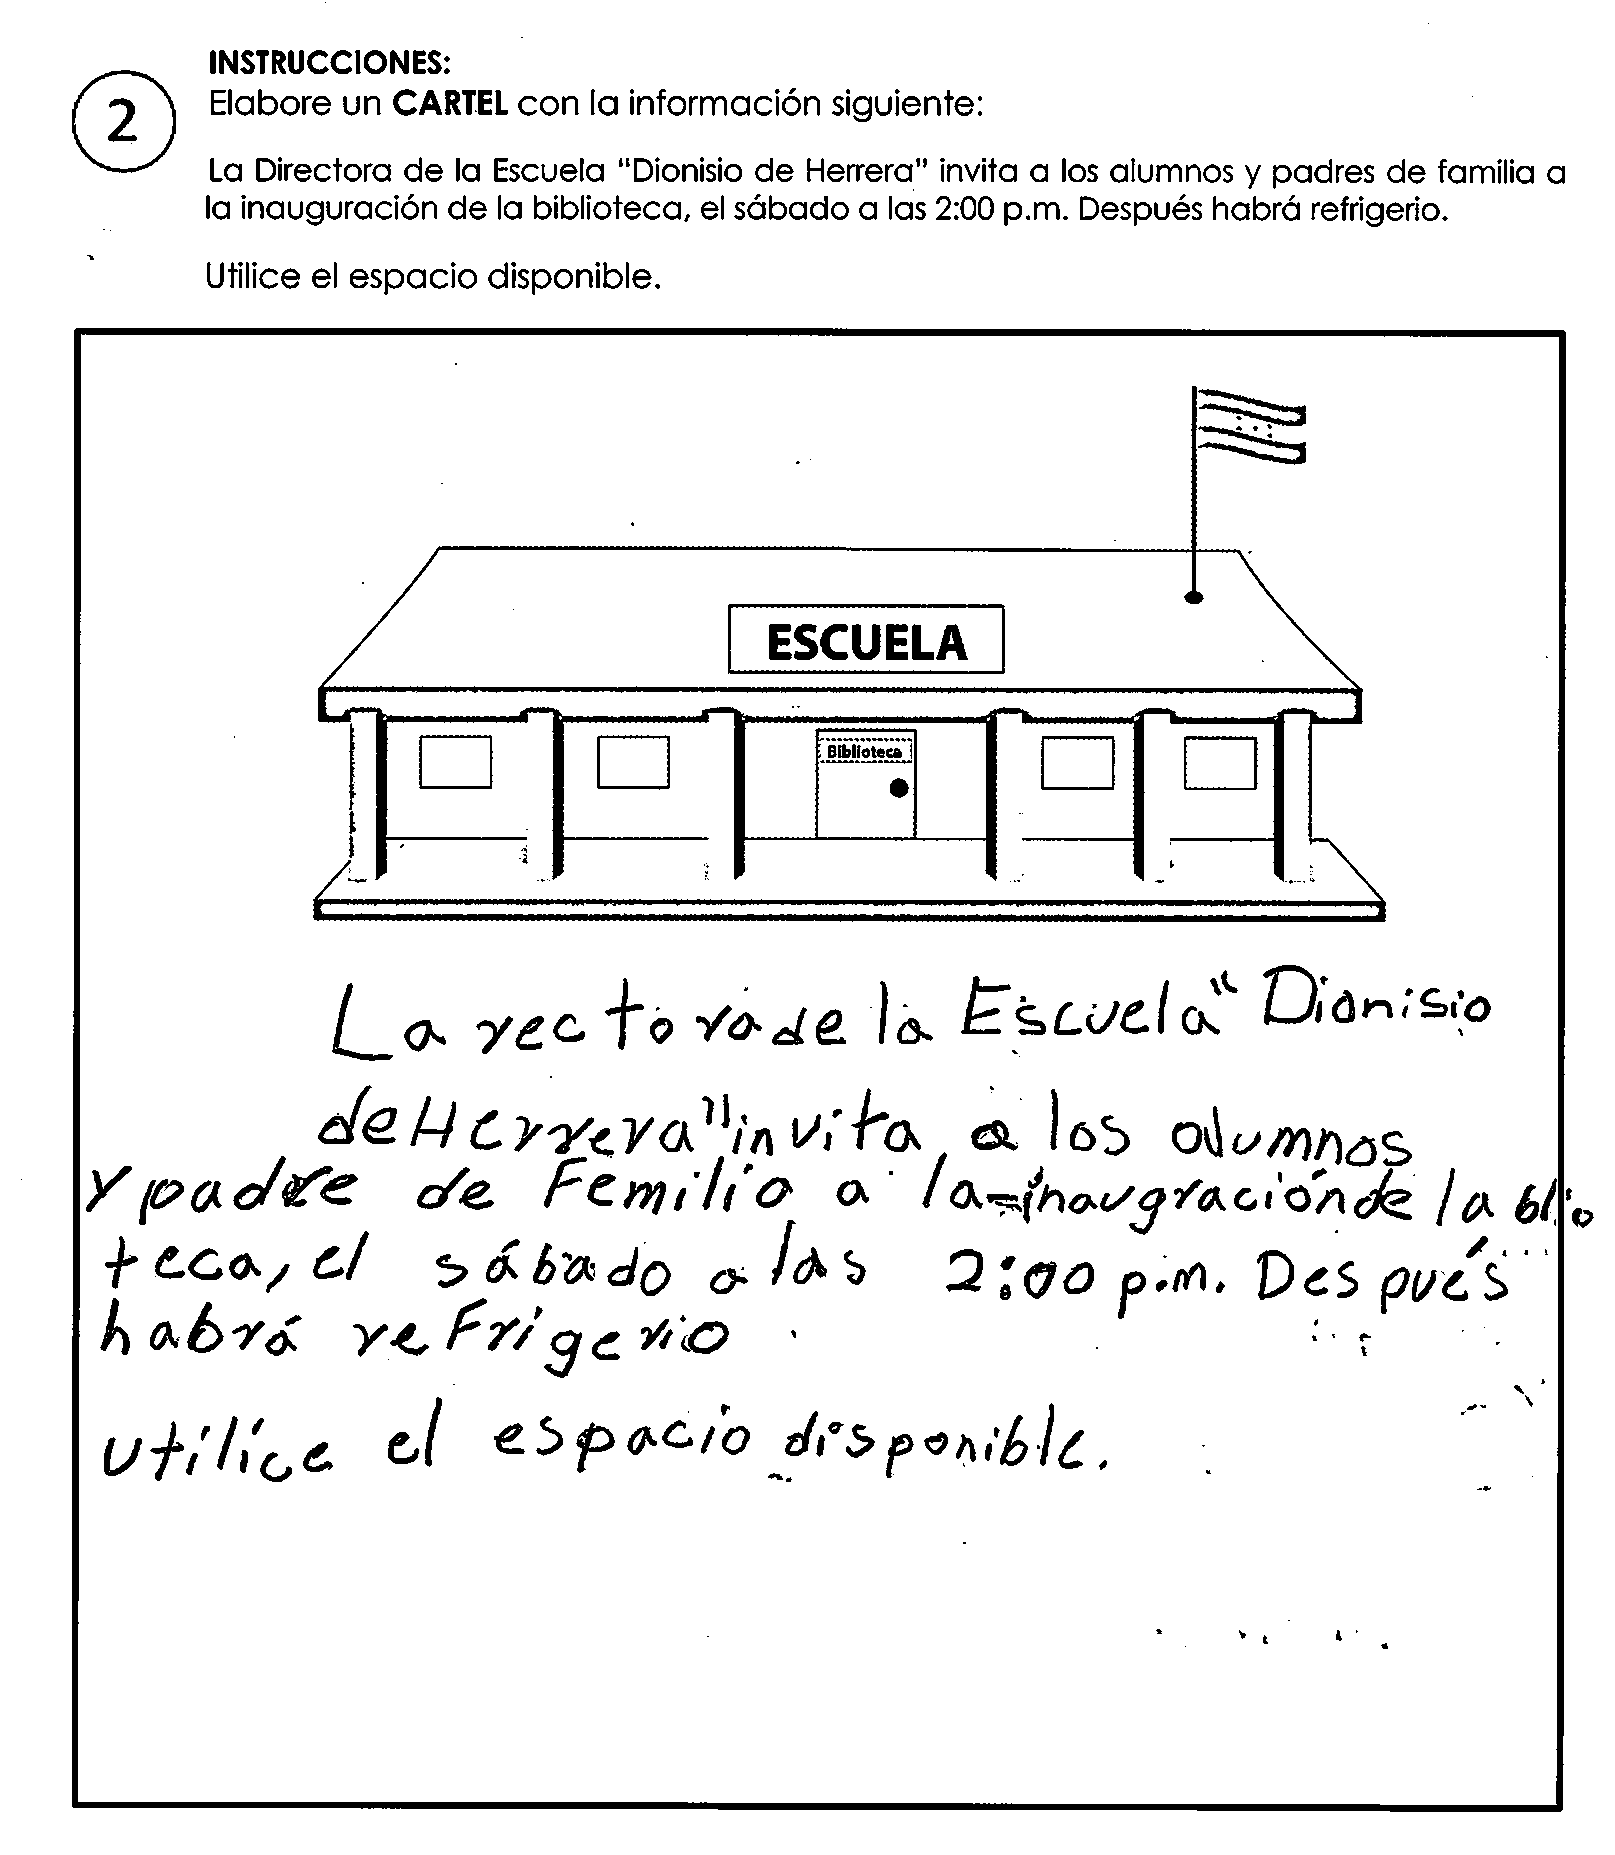 INSTRUCCIONES:
2
Elabore un CARTEL con la información siguiente:
La Directora de la Escuela "Dionisio de Herrera" invita a los alumnos y padres de familia a
la inauguración de la biblioteca, el sábado a las 2:00 p.m. Después habrá refrigerio.
Utilice el espacio disponible.
ESCUELA
Biblioteca
La rectora de la Escuela "Dionisio
de Herrera" invita a los alumnos
y padre de Femilia a la inaugración de la blio
teca, el sábado a las 2:00 p.m. Después
habrá reFrigerio
utilice el espacio disponible.